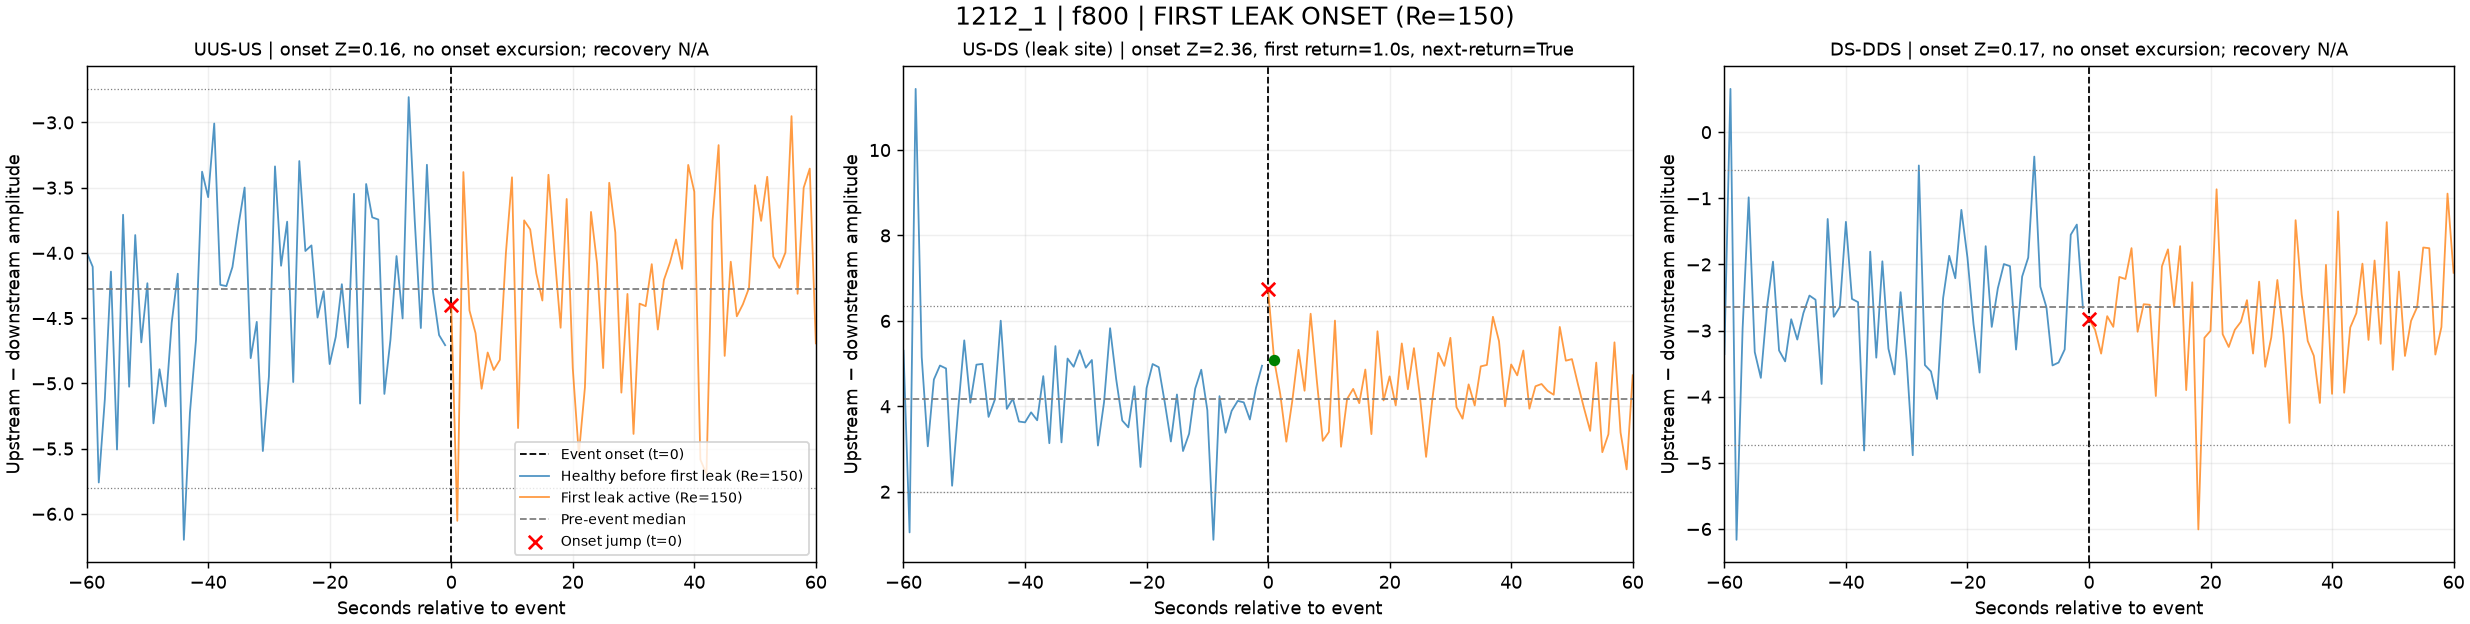 1212_1 | f800 | FIRST LEAK ONSET (Re=150)
UUS-US | onset Z=0.16, no onset excursion; recovery N/A
Upstream − downstream amplitude
−3.0
−3.5
−4.0
−4.5
−5.0
−5.5
−6.0
Event onset (t=0)
Healthy before first leak (Re=150)
First leak active (Re=150)
Pre-event median
Onset jump (t=0)
−60
−40
−20
0
20
40
60
Seconds relative to event
US-DS (leak site) | onset Z=2.36, first return=1.0s, next-return=True
Upstream − downstream amplitude
10
8
6
4
2
−60
−40
−20
0
20
40
60
Seconds relative to event
DS-DDS | onset Z=0.17, no onset excursion; recovery N/A
Upstream − downstream amplitude
0
−1
−2
−3
−4
−5
−6
−60
−40
−20
0
20
40
60
Seconds relative to event